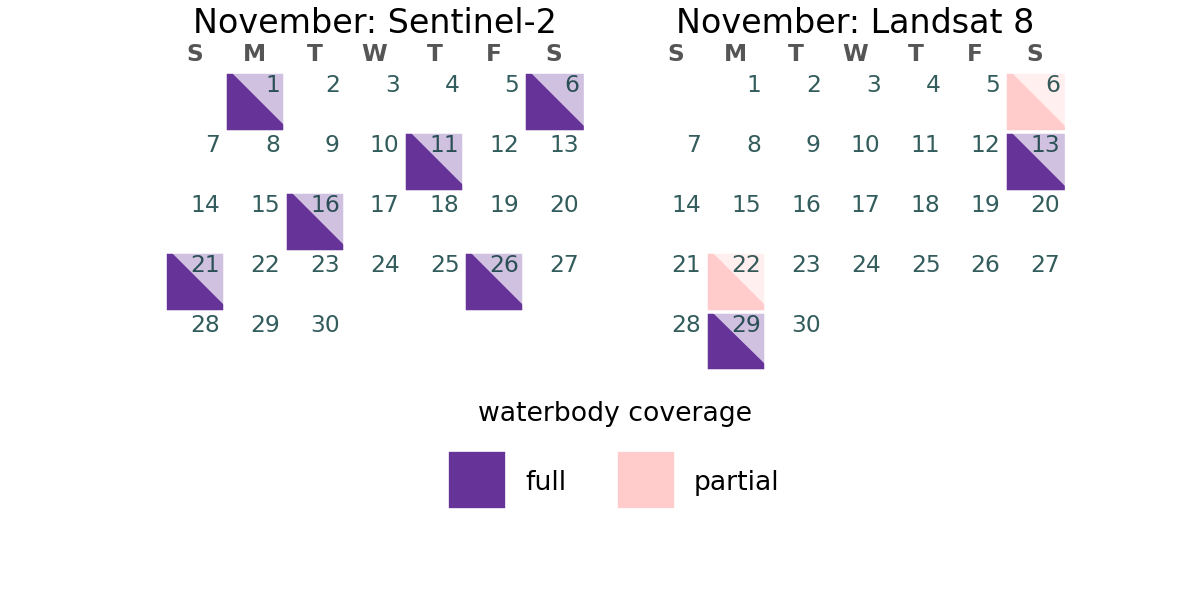 November: Sentinel-2
S M T W T F S
1 2 3 4 5 6
7 8 9 10 11 12 13
14 15 16 17 18 19 20
21 22 23 24 25 26 27
28 29 30
November: Landsat 8
S M T W T F S
1 2 3 4 5 6
7 8 9 10 11 12 13
14 15 16 17 18 19 20
21 22 23 24 25 26 27
28 29 30
waterbody coverage
full partial